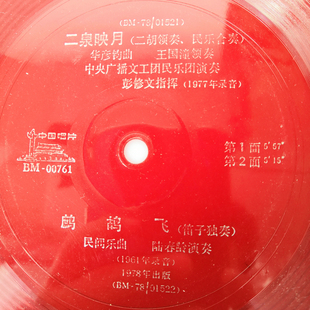 (BM-78/01521)
二泉映月(二胡领奏、民乐合奏)
华彦钧曲 王国潼领奏
中央广播文工团民乐团演奏
彭修文指挥(1977年录音)
中国唱片
BM-00761
第1面 5′57″
第2面 5′15″
鹧鸪飞(笛子独奏)
民间乐曲 陆春龄演奏
(1961年录音)
1978年出版
(BM-78/01522)